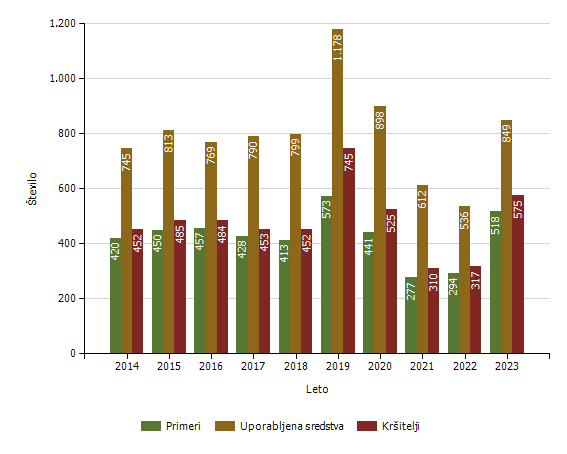 1.200
1.000
800
600
400
200
0
Število
420 745 452
450 813 485
457 769 484
428 790 453
413 799 452
573 1.178 745
441 898 525
277 612 310
294 536 317
518 849 575
2014 2015 2016 2017 2018 2019 2020 2021 2022 2023
Leto
Primeri Uporabljena sredstva Kršitelji